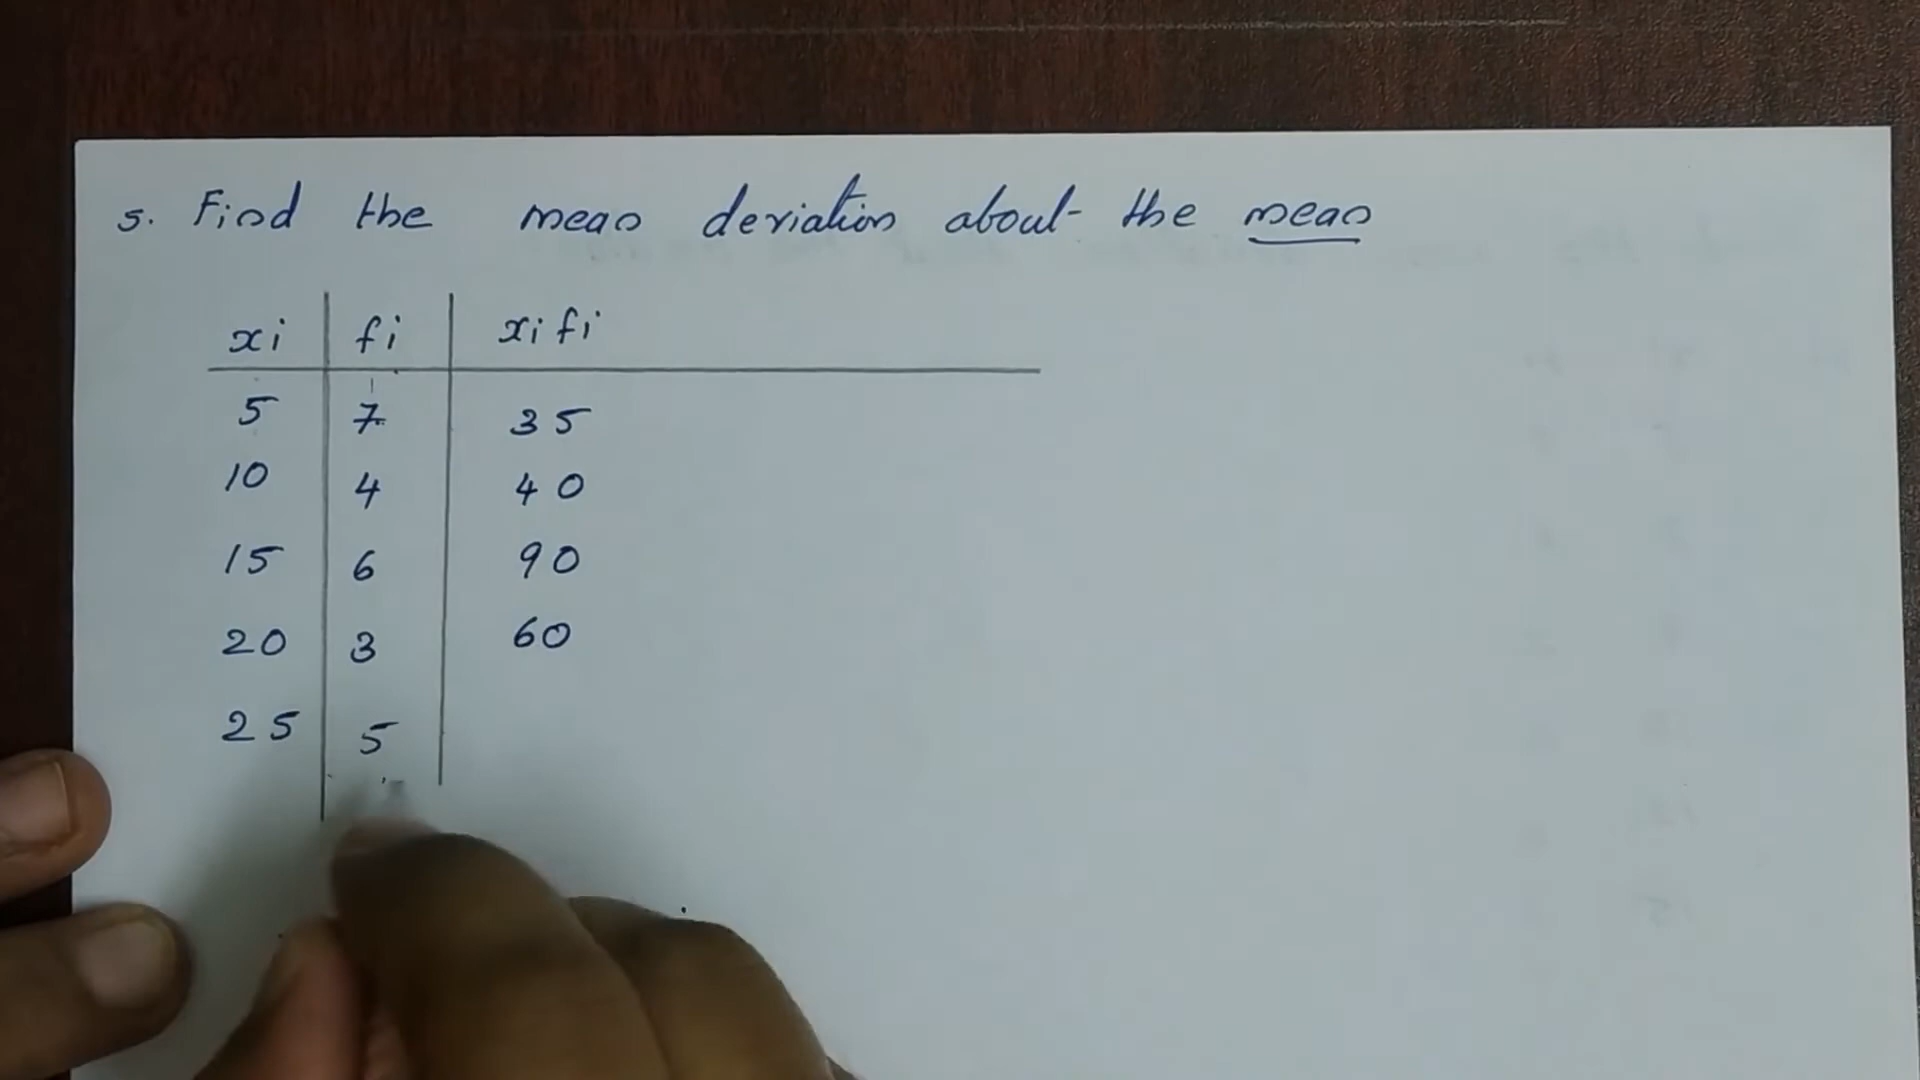 5. Find the mean deviation about the mean
xi fi xifi
5 7 35
10 4 40
15 6 90
20 3 60
25 5